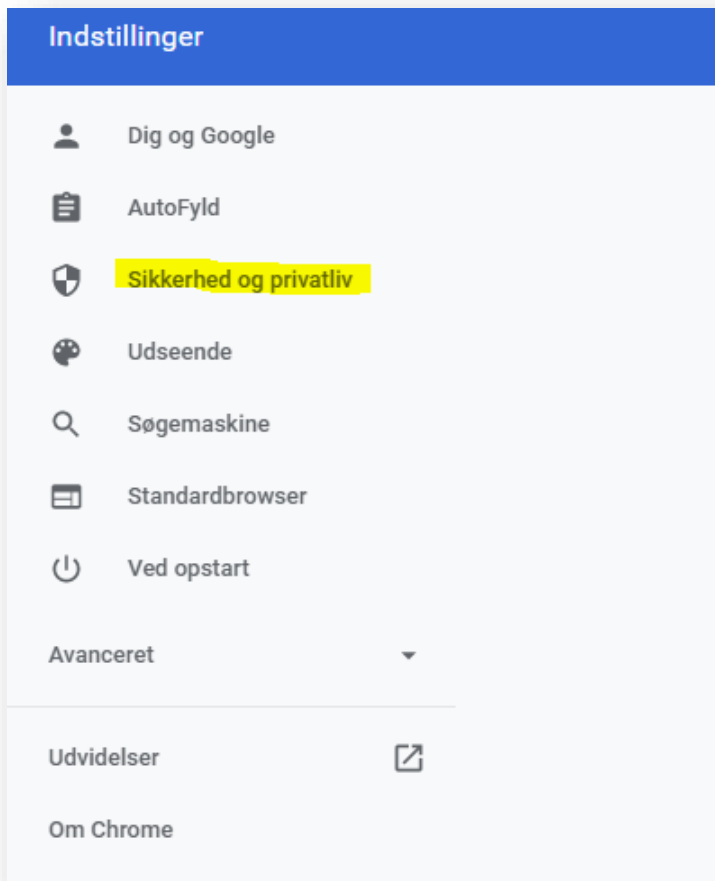 Indstillinger
Dig og Google
AutoFyld
Sikkerhed og privatliv
Udseende
Søgemaskine
Standardbrowser
Ved opstart
Avanceret
Udvidelser
Om Chrome